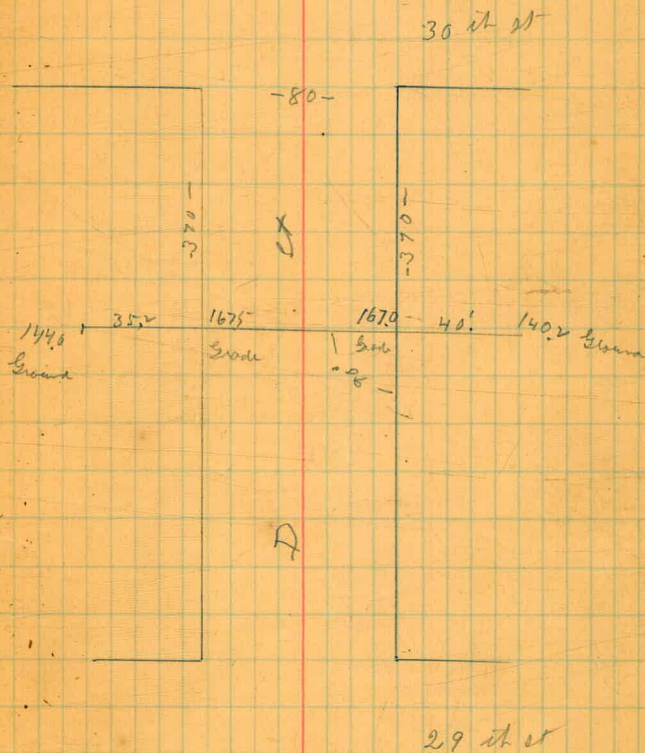 30 th st
-80-
-370-
-370-
144.0 35.2 167.5 167.0 40. 140.2 Ground
Ground Grade Grade
29 th st